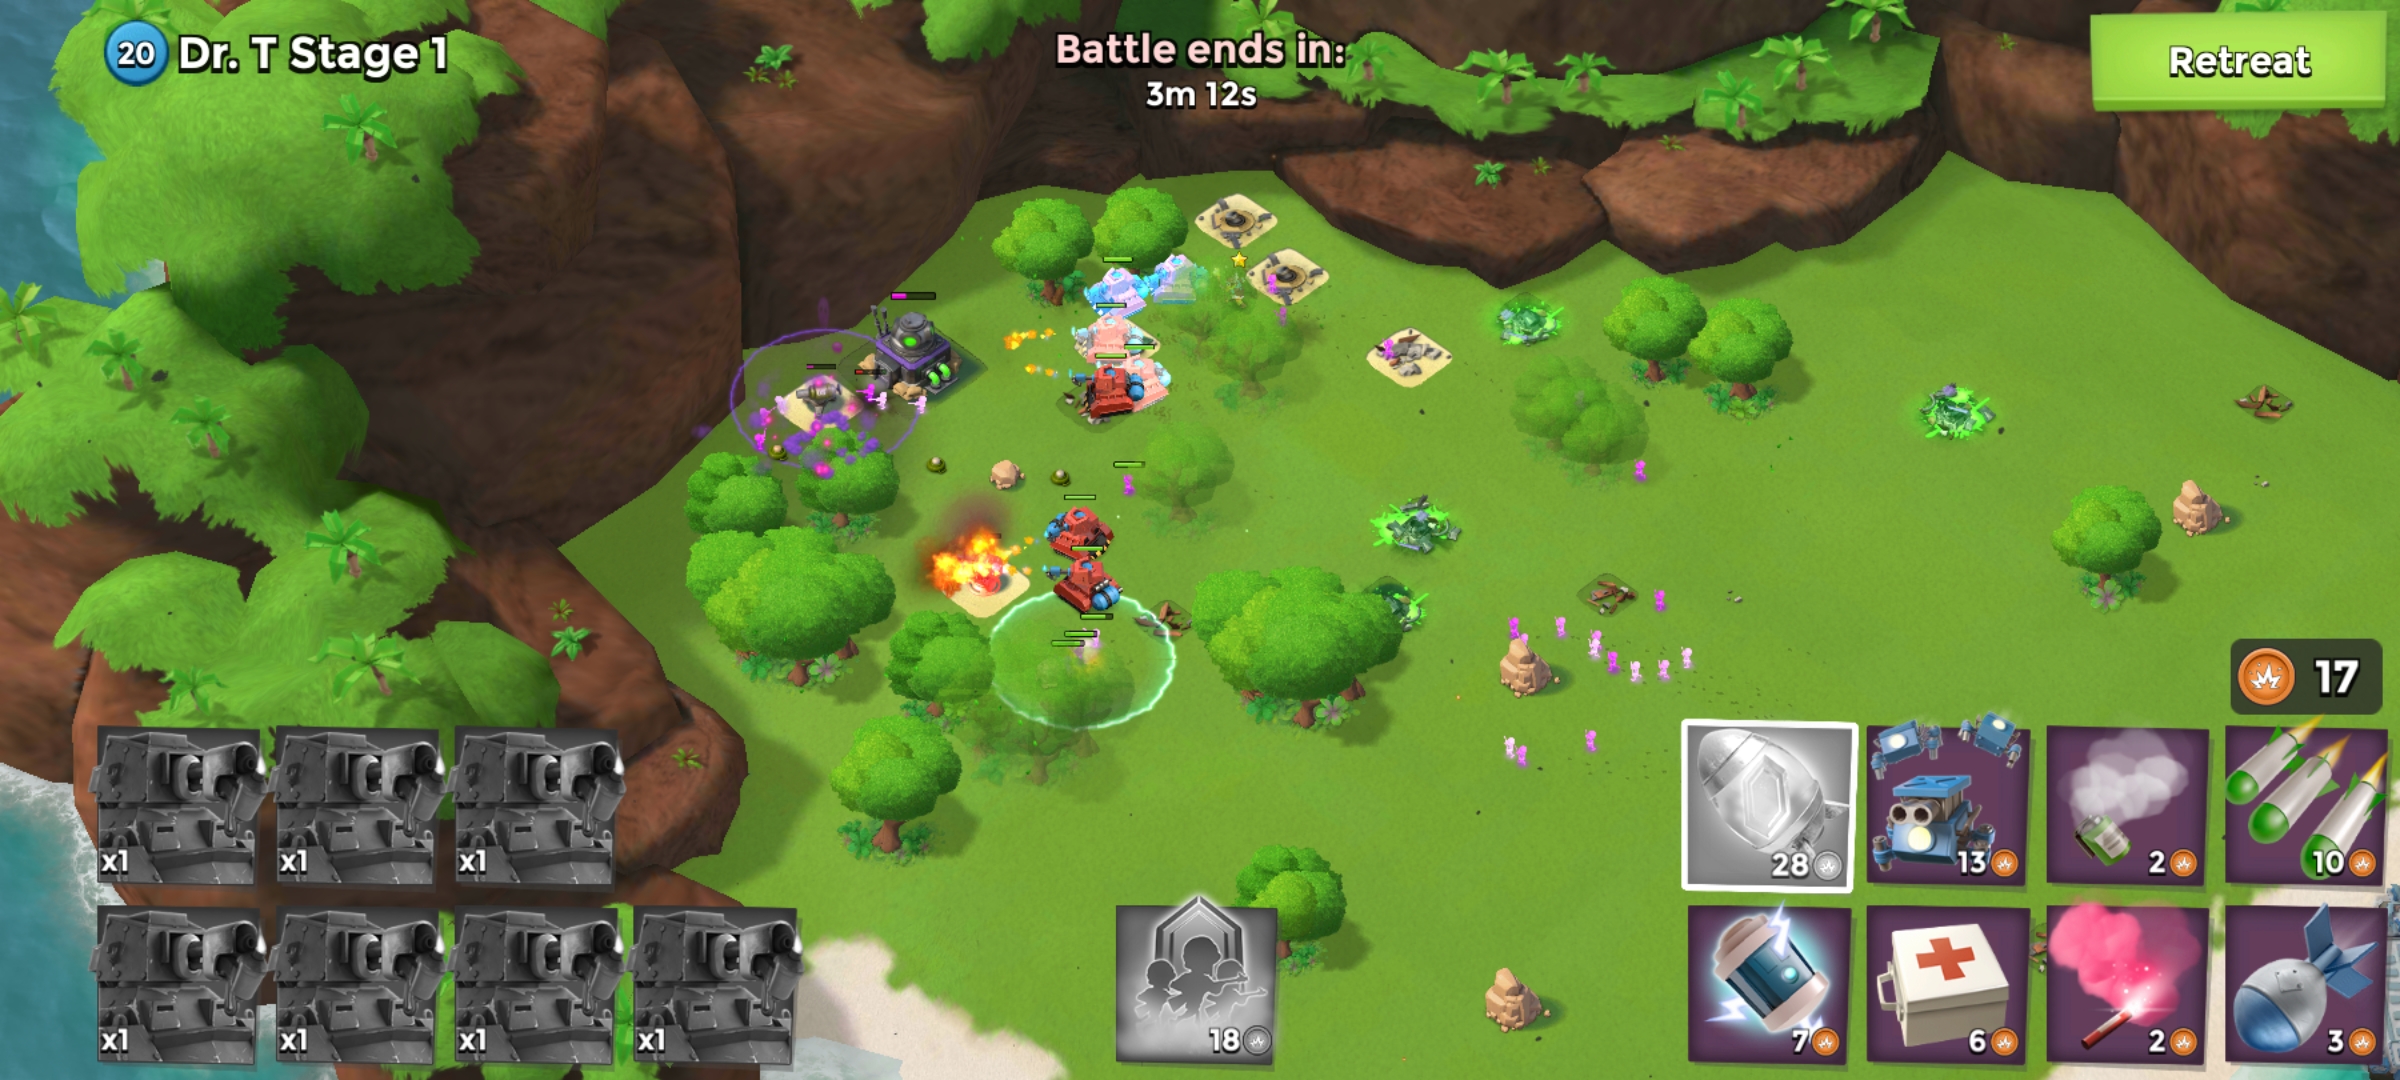 20 Dr. T Stage 1
Battle ends in:
3m 12s
Retreat
17
x1 x1 x1
28 13 2 10
x1 x1 x1 x1
18
7 6 2 3